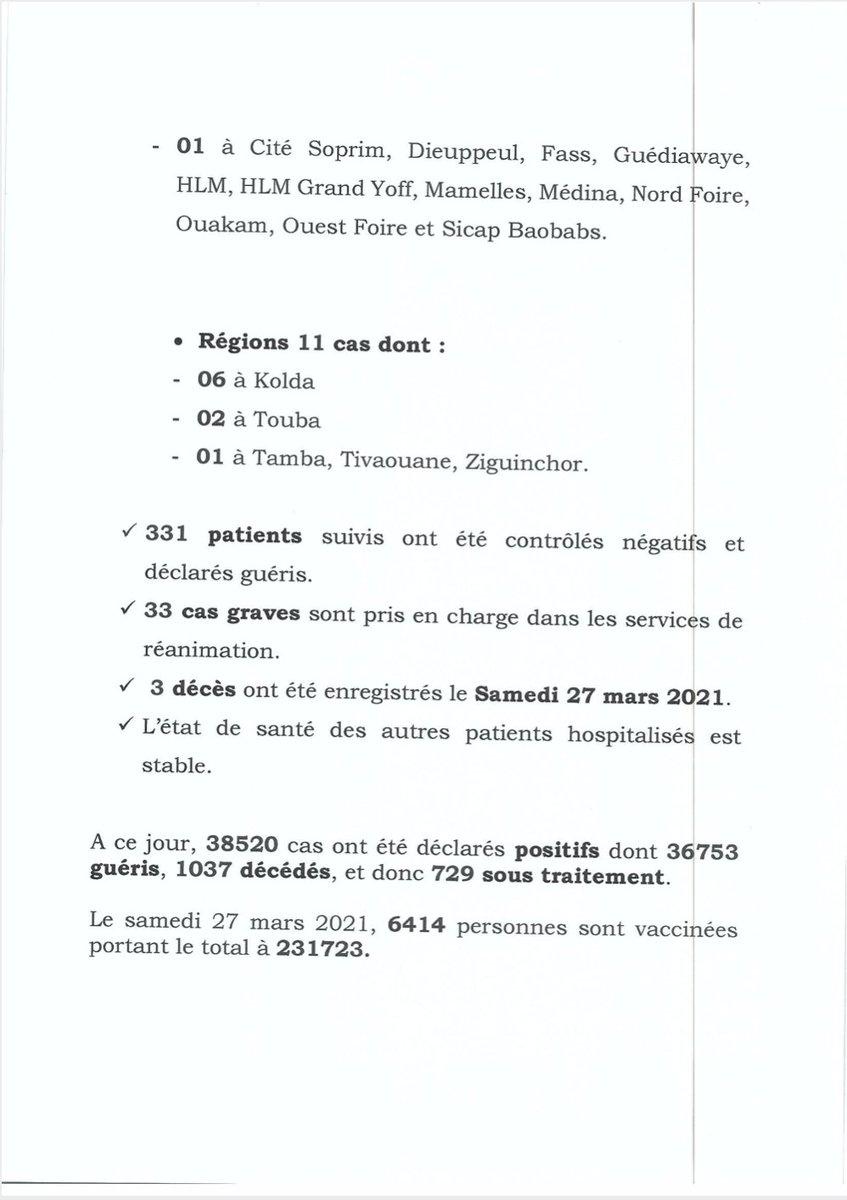 - 01 à Cité Soprim, Dieuppeul, Fass, Guédiawaye,
HLM, HLM Grand Yoff, Mamelles, Médina, Nord Foire,
Ouakam, Ouest Foire et Sicap Baobabs.
• Régions 11 cas dont :
- 06 à Kolda
- 02 à Touba
- 01 à Tamba, Tivaouane, Ziguinchor.
✓ 331 patients suivis ont été contrôlés négatifs et
déclarés guéris.
✓ 33 cas graves sont pris en charge dans les services de
réanimation.
✓ 3 décès ont été enregistrés le Samedi 27 mars 2021.
✓ L'état de santé des autres patients hospitalisés est
stable.
A ce jour, 38520 cas ont été déclarés positifs dont 36753
guéris, 1037 décédés, et donc 729 sous traitement.
Le samedi 27 mars 2021, 6414 personnes sont vaccinées
portant le total à 231723.